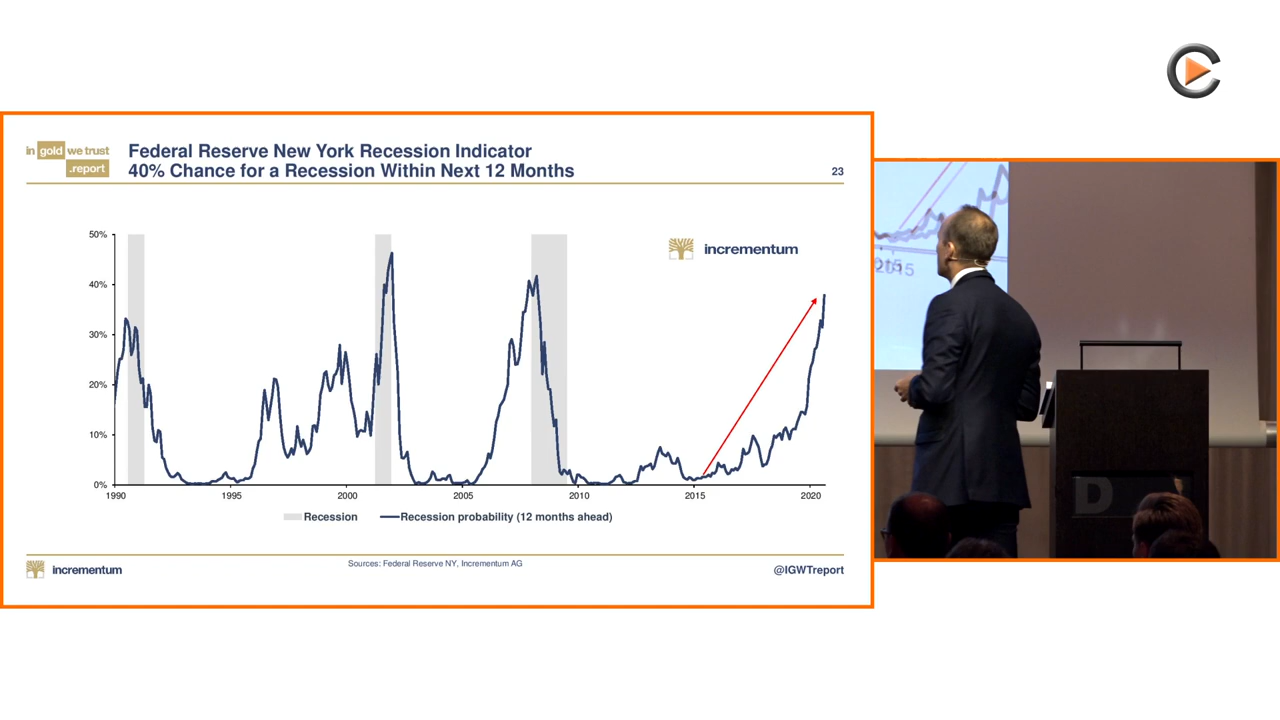 in gold we trust
.report
Federal Reserve New York Recession Indicator
40% Chance for a Recession Within Next 12 Months
23
incrementum
50%
40%
30%
20%
10%
0%
1990
1995
2000
2005
2010
2015
2020
Recession
Recession probability (12 months ahead)
Sources: Federal Reserve NY, Incrementum AG
incrementum
@IGWTreport
2015
D